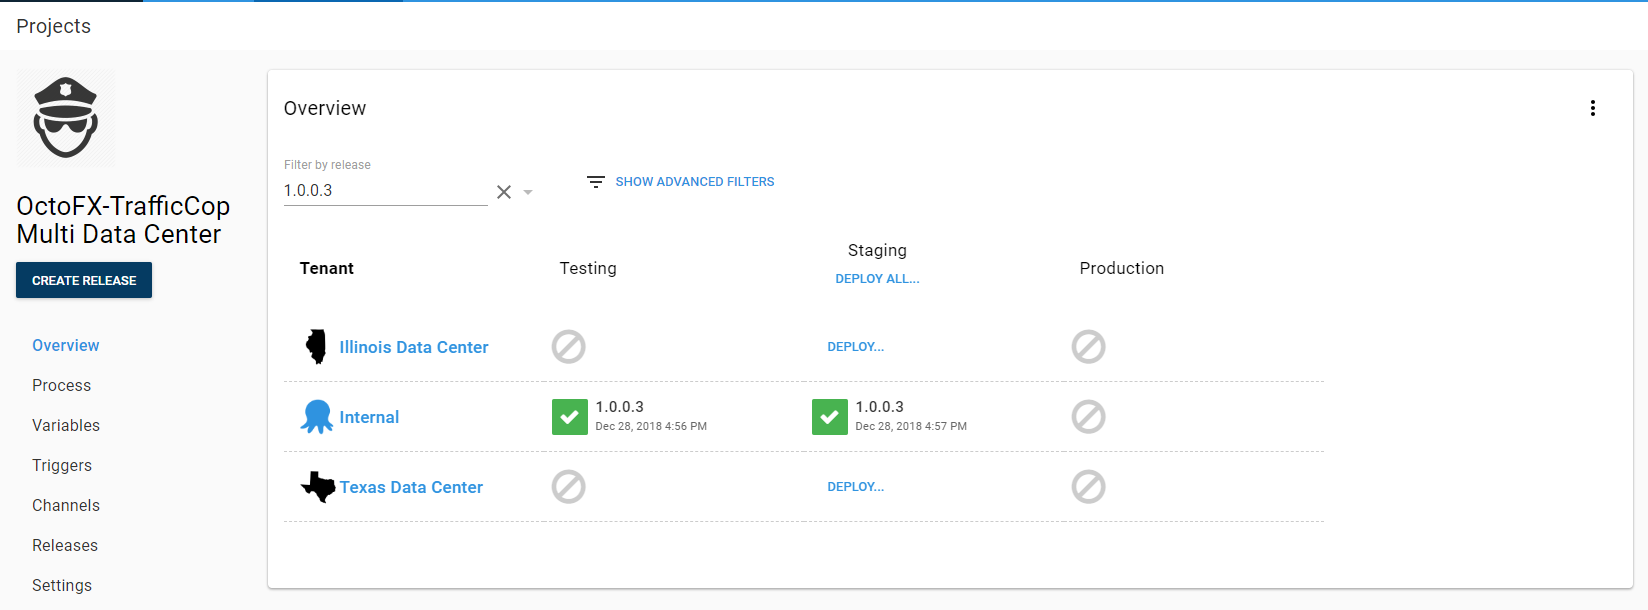 Projects
OctoFX-TrafficCop
Multi Data Center
CREATE RELEASE
Overview
Process
Variables
Triggers
Channels
Releases
Settings
Overview
Filter by release
1.0.0.3
SHOW ADVANCED FILTERS
Tenant
Testing
Staging
DEPLOY ALL...
Production
Illinois Data Center
DEPLOY...
Internal
1.0.0.3
Dec 28, 2018 4:56 PM
1.0.0.3
Dec 28, 2018 4:57 PM
Texas Data Center
DEPLOY...